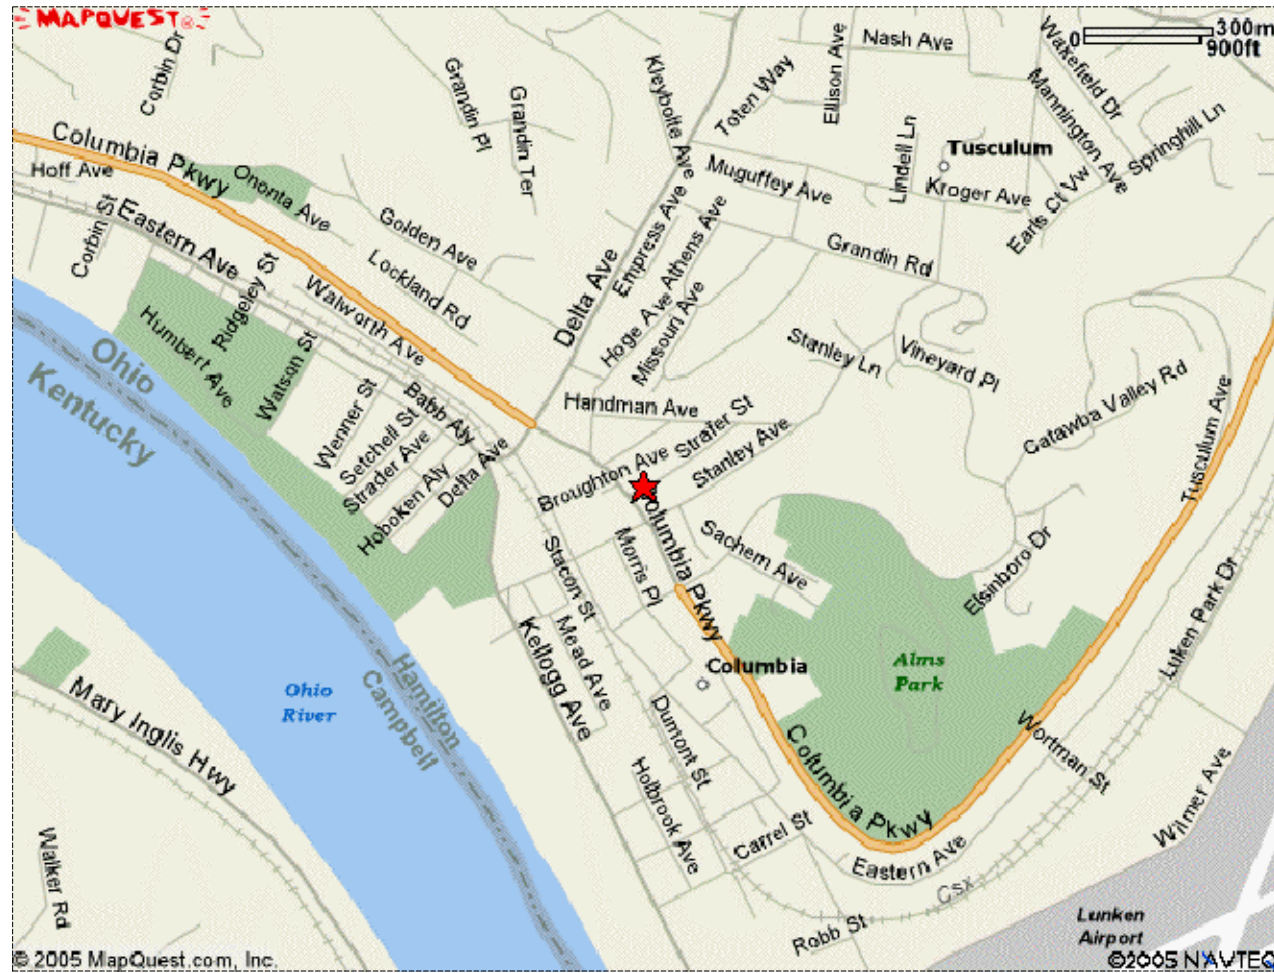 MAPQUEST
0 300m
900ft
Corbin Dr
Grandin Pl
Grandin Ter
Kleybolte Ave
Toten Way
Ellison Ave
Nash Ave
Wakefield Dr
Mannington Ave
Springhill Ln
Columbia Pkwy
Hoff Ave
Ononta Ave
Muguffey Ave
Lindell Ln
Tusculum
Kroger Ave
Earls Ct Vw
Corbin St
Eastern Ave
Golden Ave
Lockland Rd
Delta Ave
Empress Ave
Athens Ave
Hoge Ave
Missouri Ave
Grandin Rd
Ridgeley St
Humbert Ave
Watson St
Walworth Ave
Stanley Ln
Vineyard Pl
Catawba Valley Rd
Tusculum Ave
Ohio
Kentucky
Wenner St
Setchell St
Strader Ave
Hoboken Aly
Babb Aly
Delta Ave
Handman Ave
Broughton Ave
Strafer St
Stanley Ave
Columbia Pkwy
Sachem Ave
Morris Pl
Stacon St
Mead Ave
Kellogg Ave
Elsinboro Dr
Luken Park Dr
Columbia
Alms
Park
Ohio
River
Hamilton
Campbell
Mary Inglis Hwy
Dumont St
Holbrook Ave
Columbia Pkwy
Wortman St
Wilmer Ave
Carrel St
Eastern Ave
Csx
Walker Rd
Robb St
Lunken
Airport
© 2005 MapQuest.com, Inc.
©2005 NAVTEQ